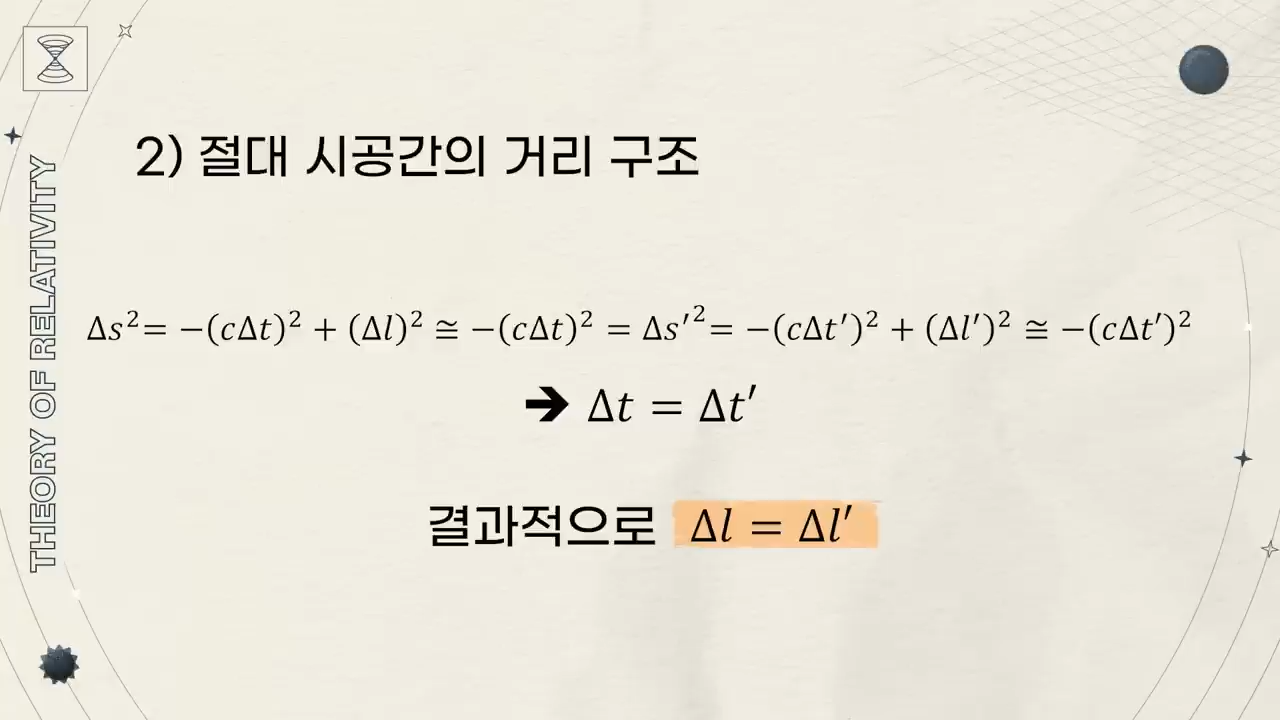 THEORY OF RELATIVITY
2) 절대 시공간의 거리 구조
Δs²= −(cΔt)² + (Δl)² ≅ −(cΔt)² = Δs′²= −(cΔt′)² + (Δl′)² ≅ −(cΔt′)²
➔ Δt = Δt′
결과적으로 Δl = Δl′